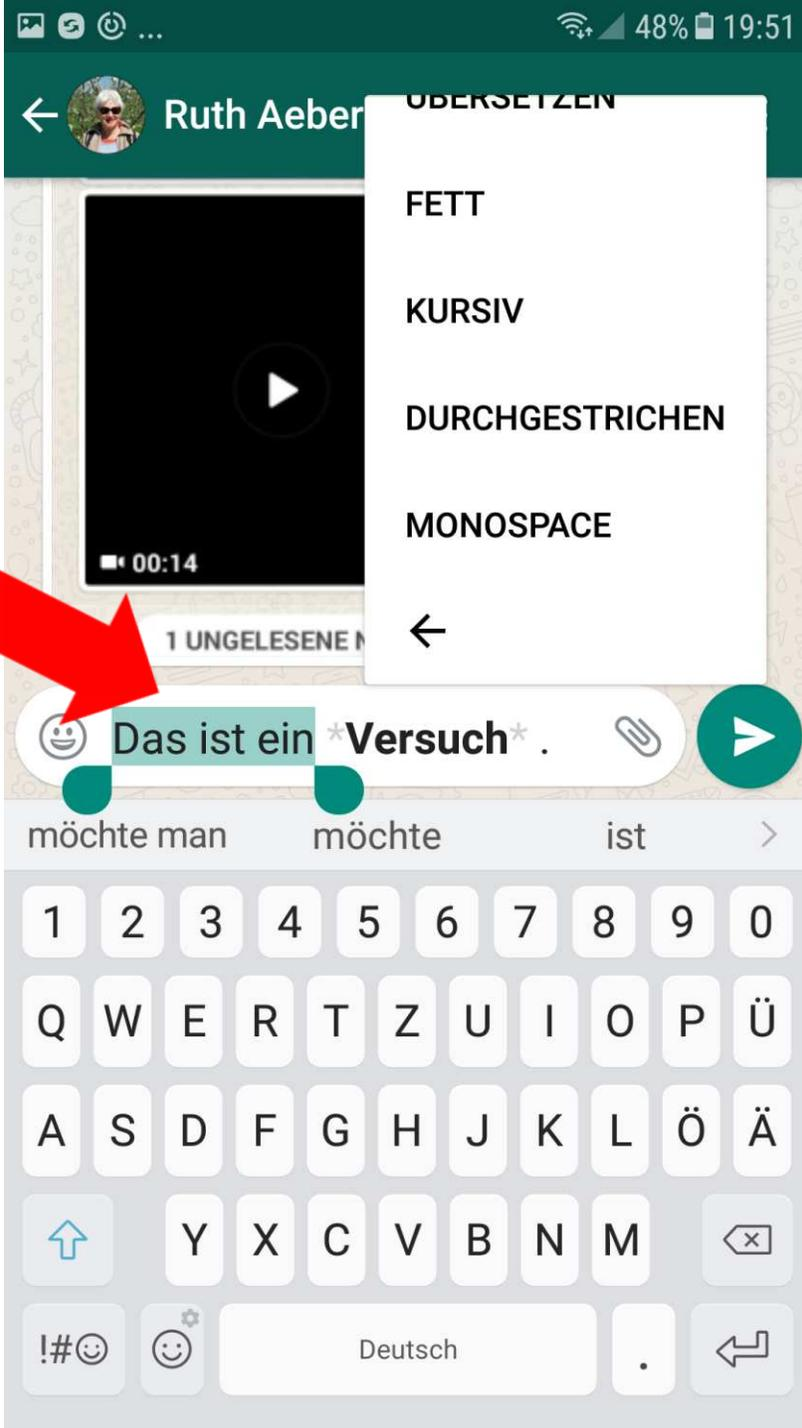 ... 48% 19:51
Ruth Aeber
ÜBERSETZEN
FETT
KURSIV
DURCHGESTRICHEN
MONOSPACE
00:14
1 UNGELESENE N
Das ist ein *Versuch* .
möchte man möchte ist
1 2 3 4 5 6 7 8 9 0
Q W E R T Z U I O P Ü
A S D F G H J K L Ö Ä
Y X C V B N M
!#☺ Deutsch .